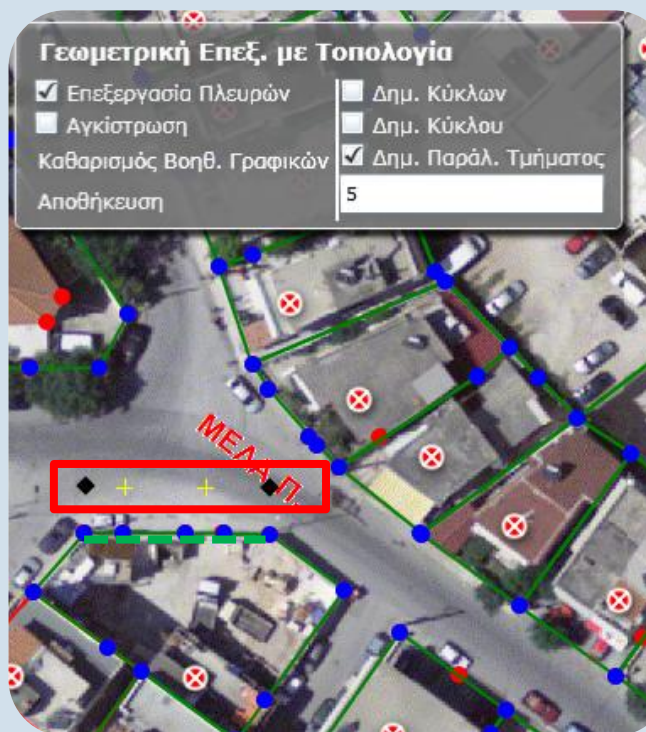 Γεωμετρική Επεξ. με Τοπολογία
Επεξεργασία Πλευρών
Αγκίστρωση
Καθαρισμός Βοηθ. Γραφικών
Αποθήκευση
Δημ. Κύκλων
Δημ. Κύκλου
Δημ. Παράλ. Τμήματος
5
ΜΕΛΑ Π.